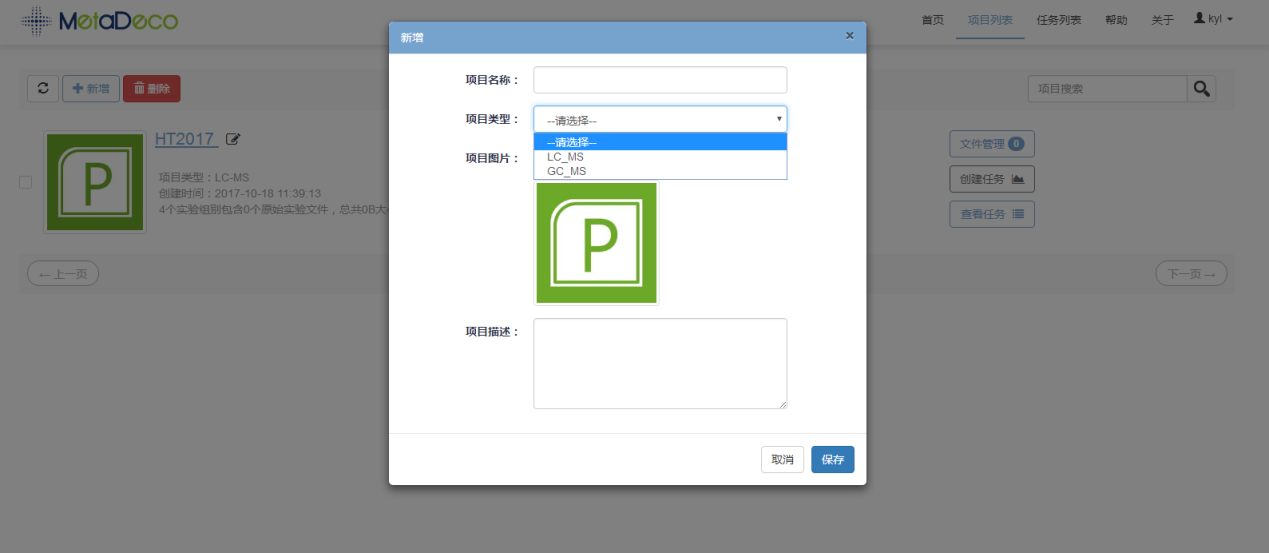 MetaDeco
首页 项目列表 任务列表 帮助 关于 kyl
新增 ×
新增 删除
项目搜索
项目名称：
项目类型： --请选择--
--请选择--
LC_MS
GC_MS
项目图片：
P
项目描述：
取消 保存
P
HT2017
项目类型：LC-MS
创建时间：2017-10-18 11:39:13
4个实验组别包含0个原始实验文件，总共0B大
文件管理 0
创建任务
查看任务
← 上一页
下一页 →